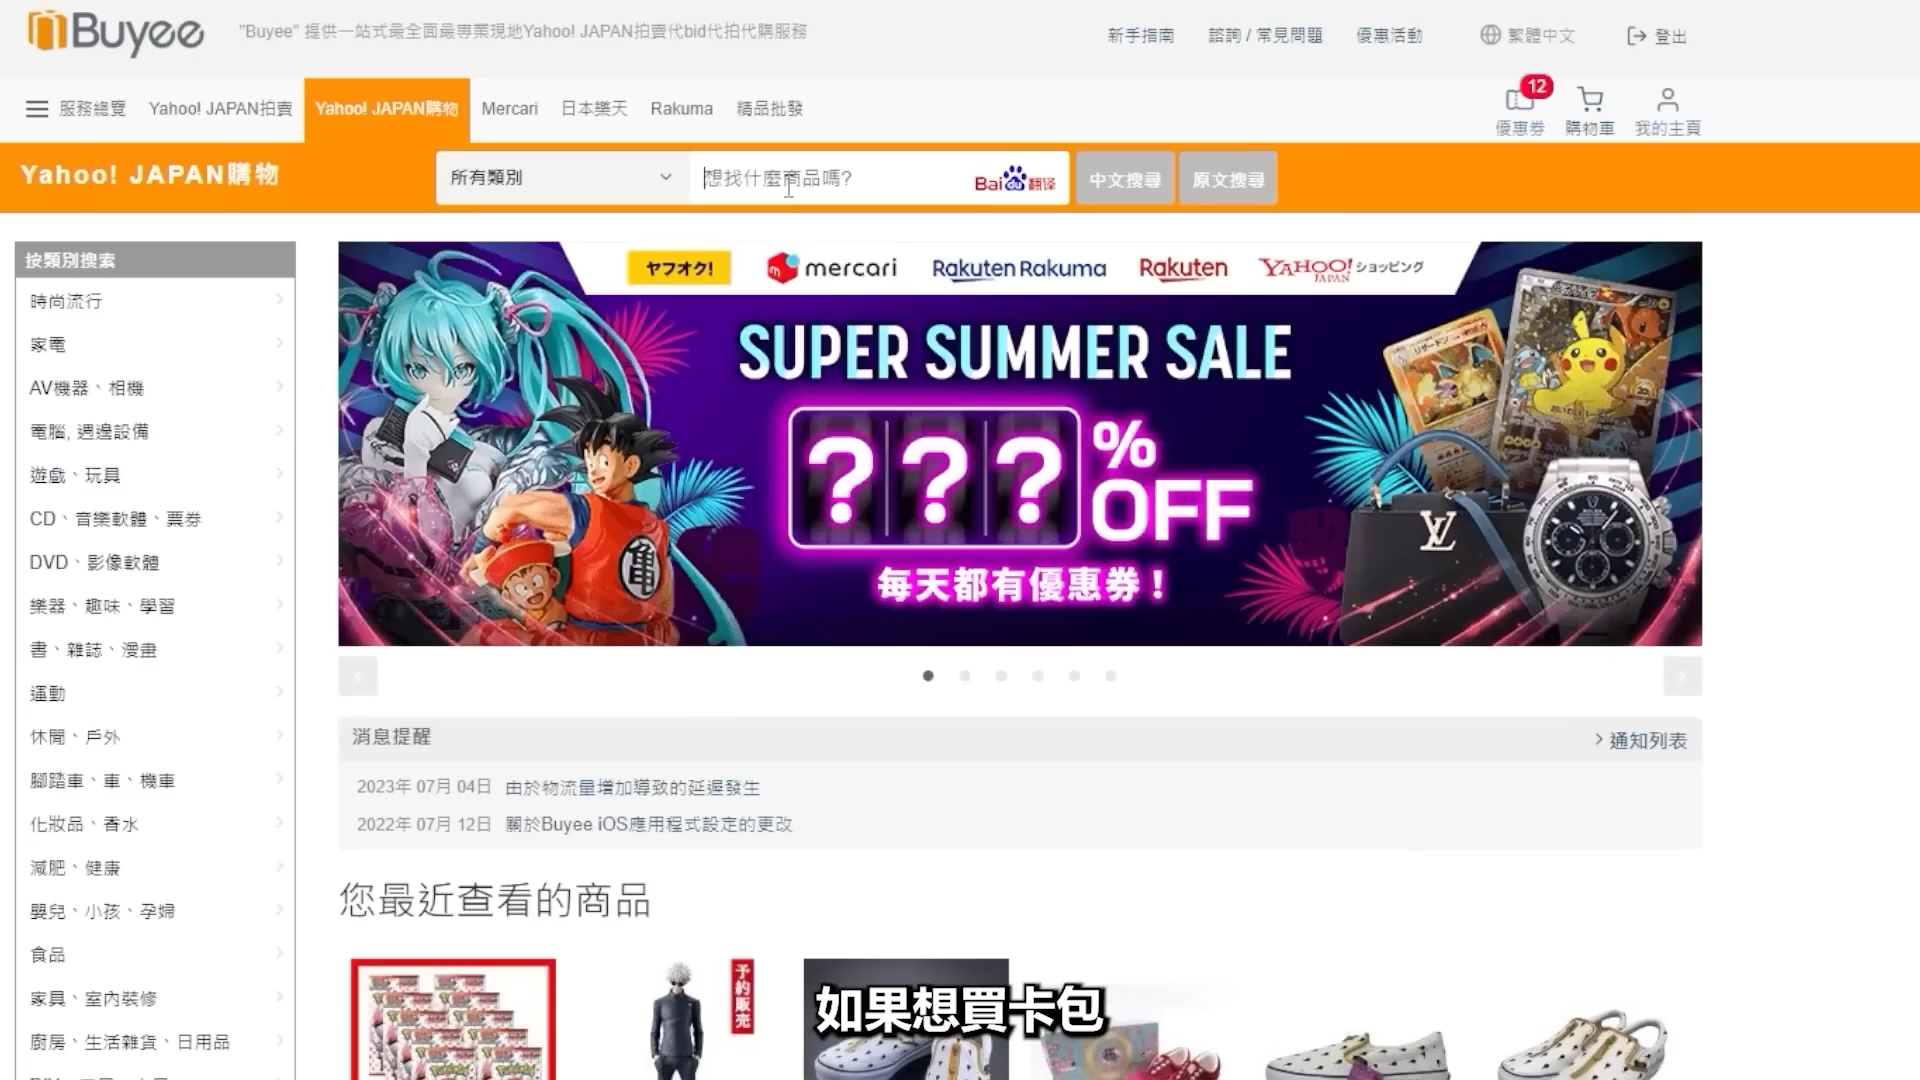 Buyee
"Buyee" 提供一站式最全面最專業現地Yahoo! JAPAN拍賣代bid代拍代購服務
新手指南
諮詢 / 常見問題
優惠活動
繁體中文
登出
服務總覽
Yahoo! JAPAN拍賣
Yahoo! JAPAN購物
Mercari
日本樂天
Rakuma
精品批發
12
優惠券
購物車
我的主頁
Yahoo! JAPAN購物
所有類別
想找什麼商品嗎?
Baidu翻译
中文搜尋
原文搜尋
按類別搜索
時尚流行
家電
AV機器、相機
電腦, 週邊設備
遊戲、玩具
CD、音樂軟體、票券
DVD、影像軟體
樂器、趣味、學習
書、雜誌、漫畫
運動
休閒、戶外
腳踏車、車、機車
化妝品、香水
減肥、健康
嬰兒、小孩、孕婦
食品
家具、室內裝修
廚房、生活雜貨、日用品
ヤフオク!
mercari
Rakuten Rakuma
Rakuten
YAHOO! JAPAN ショッピング
SUPER SUMMER SALE
???% OFF
每天都有優惠券！
亀
リザードン
LV
消息提醒
通知列表
2023年 07月 04日 由於物流量增加導致的延遲發生
2022年 07月 12日 關於Buyee iOS應用程式設定的更改
您最近查看的商品
予約販売
如果想買卡包